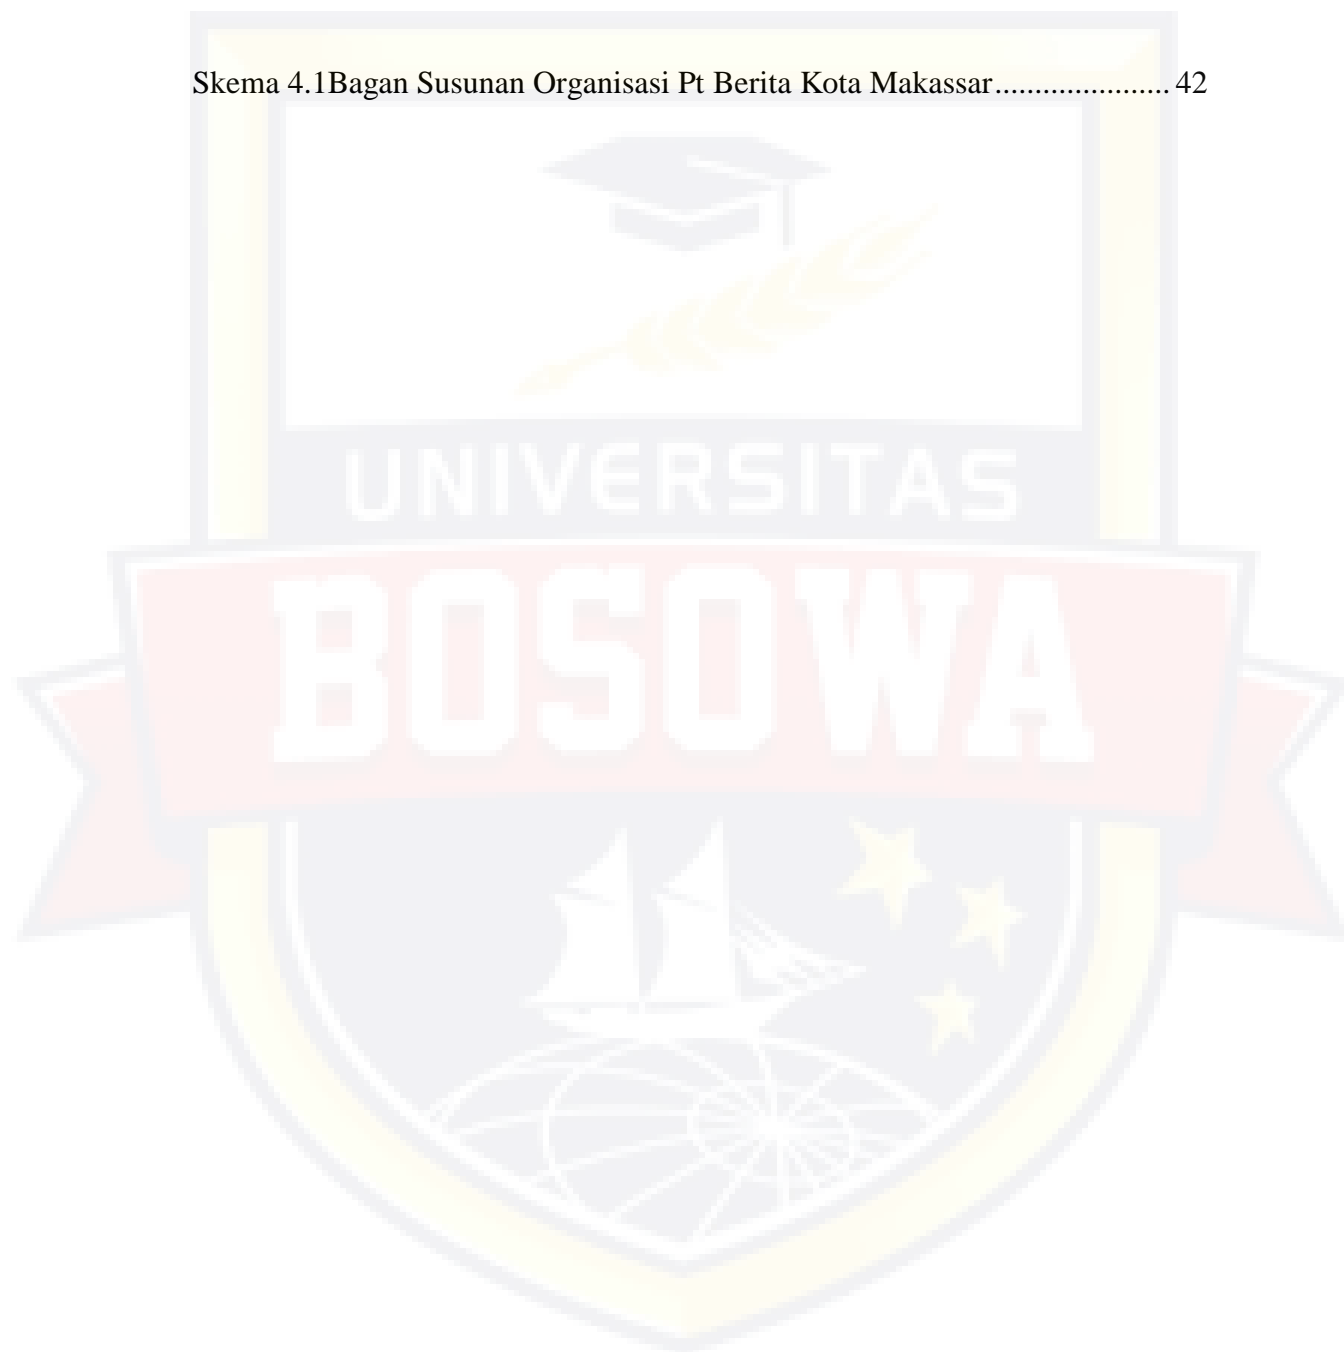 Skema 4.1Bagan Susunan Organisasi Pt Berita Kota Makassar...................... 42
UNIVERSITAS
BOSOWA